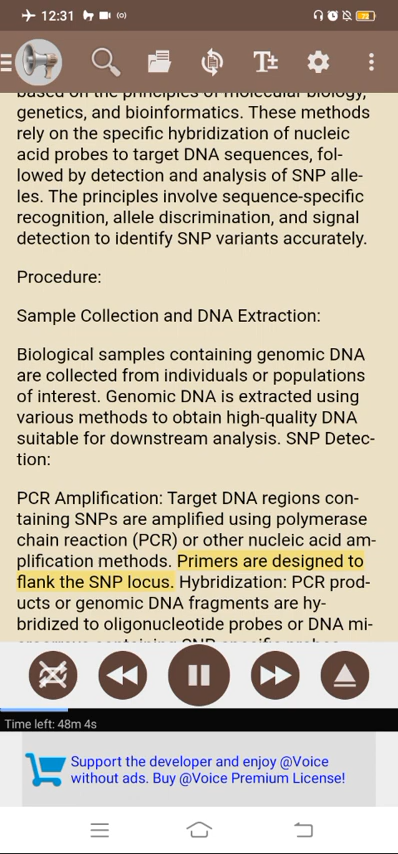 12:31
based on the principles of molecular biology,
genetics, and bioinformatics. These methods
rely on the specific hybridization of nucleic
acid probes to target DNA sequences, fol-
lowed by detection and analysis of SNP alle-
les. The principles involve sequence-specific
recognition, allele discrimination, and signal
detection to identify SNP variants accurately.
Procedure:
Sample Collection and DNA Extraction:
Biological samples containing genomic DNA
are collected from individuals or populations
of interest. Genomic DNA is extracted using
various methods to obtain high-quality DNA
suitable for downstream analysis. SNP Detec-
tion:
PCR Amplification: Target DNA regions con-
taining SNPs are amplified using polymerase
chain reaction (PCR) or other nucleic acid am-
plification methods. Primers are designed to
flank the SNP locus. Hybridization: PCR prod-
ucts or genomic DNA fragments are hy-
bridized to oligonucleotide probes or DNA mi-
croarrays containing SNP-specific probes
Time left: 48m 4s
Support the developer and enjoy @Voice
without ads. Buy @Voice Premium License!